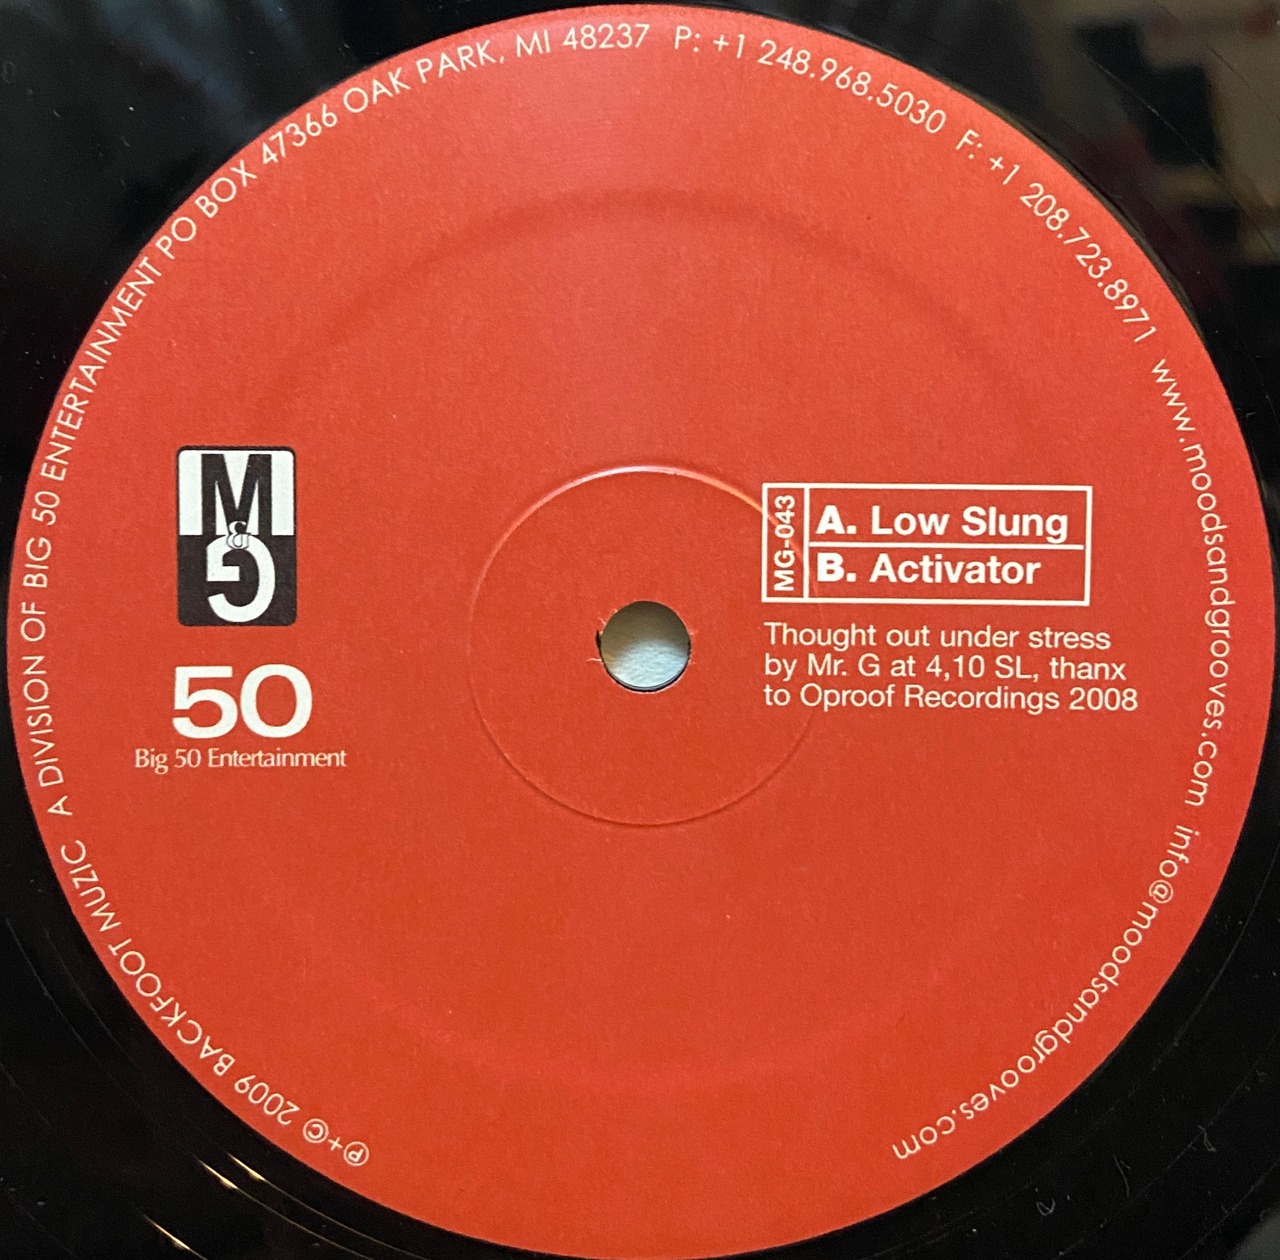 ℗+© 2009 BACKFOOT MUZIC A DIVISION OF BIG 50 ENTERTAINMENT PO BOX 47366 OAK PARK, MI 48237 P: +1 248.968.5030 F: +1 208.723.8971 www.moodsandgrooves.com info@moodsandgrooves.com
M
&
G
50
Big 50 Entertainment
MG-043
A. Low Slung
B. Activator
Thought out under stress
by Mr. G at 4,10 SL, thanx
to Oproof Recordings 2008